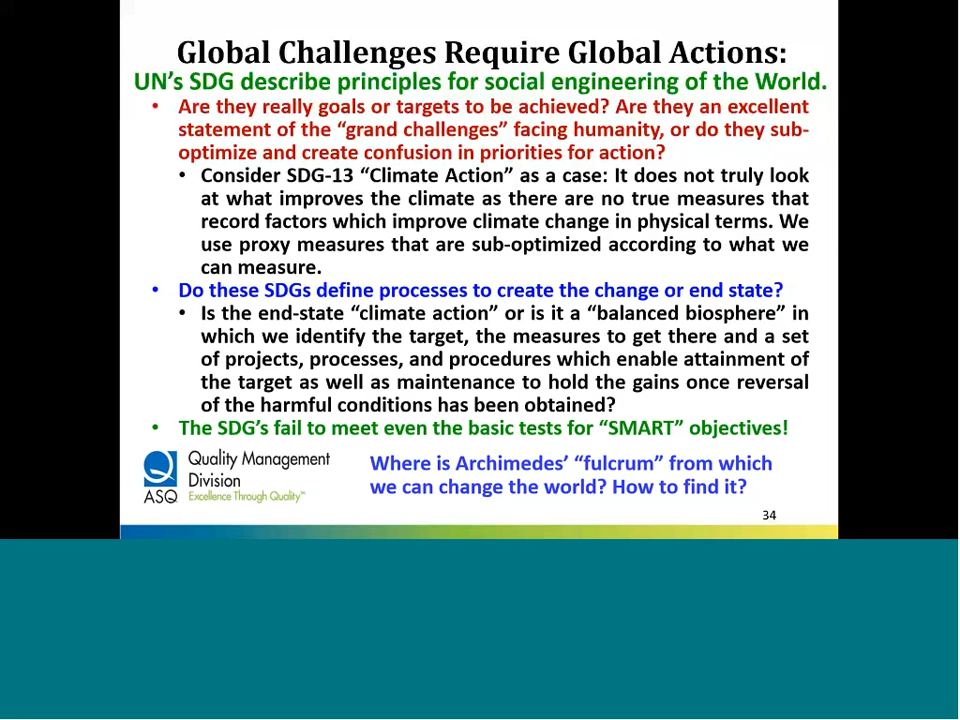 Global Challenges Require Global Actions:
UN's SDG describe principles for social engineering of the World.
• Are they really goals or targets to be achieved? Are they an excellent
statement of the “grand challenges” facing humanity, or do they sub-
optimize and create confusion in priorities for action?
• Consider SDG-13 “Climate Action” as a case: It does not truly look
at what improves the climate as there are no true measures that
record factors which improve climate change in physical terms. We
use proxy measures that are sub-optimized according to what we
can measure.
• Do these SDGs define processes to create the change or end state?
• Is the end-state “climate action” or is it a “balanced biosphere” in
which we identify the target, the measures to get there and a set
of projects, processes, and procedures which enable attainment of
the target as well as maintenance to hold the gains once reversal
of the harmful conditions has been obtained?
• The SDG's fail to meet even the basic tests for “SMART” objectives!
Quality Management
Division
ASQ Excellence Through Quality™
Where is Archimedes' “fulcrum” from which
we can change the world? How to find it?
34